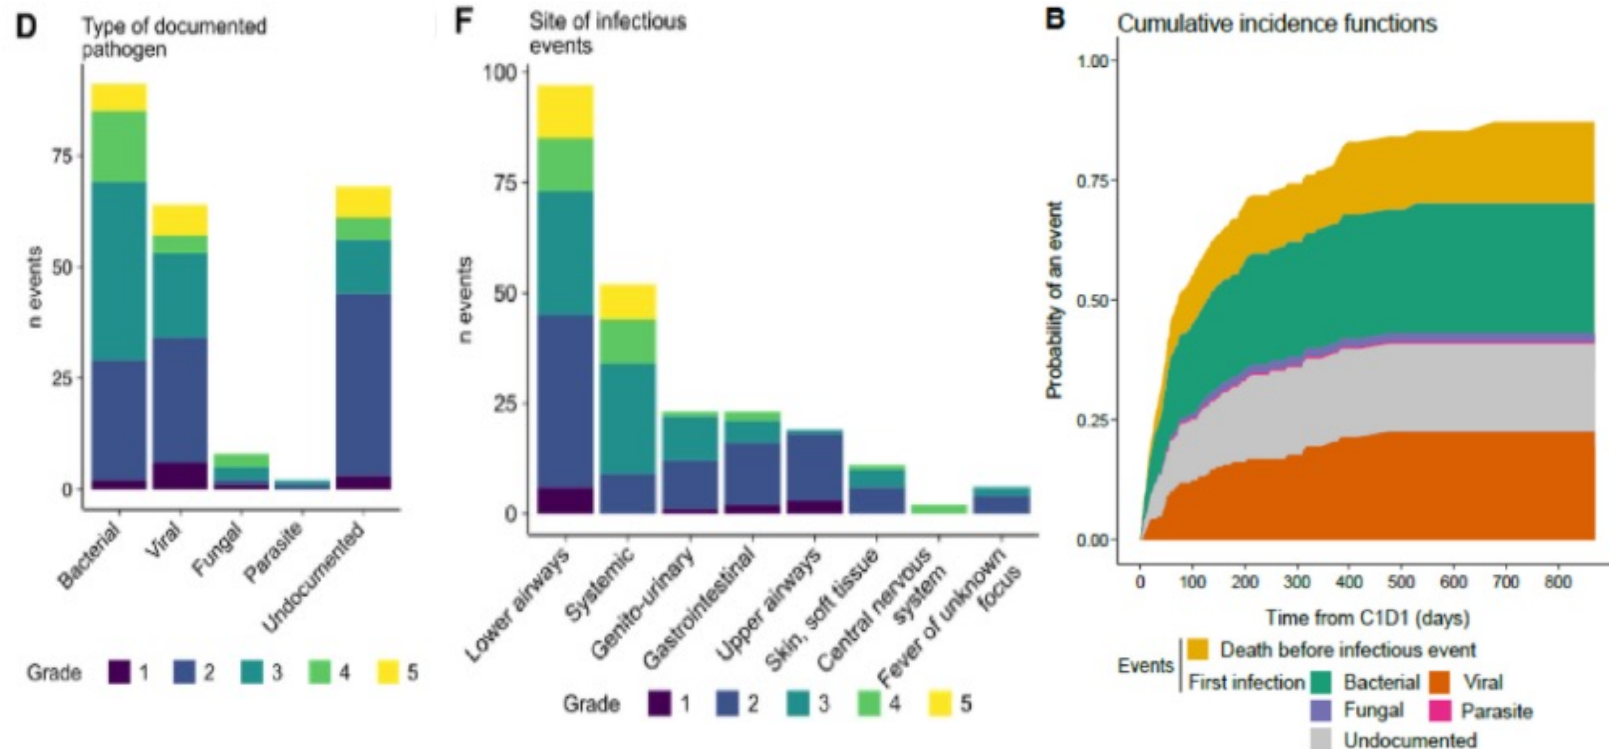 D
Type of documented
pathogen
n events
75
50
25
0
Bacterial
Viral
Fungal
Parasite
Undocumented
Grade 1 2 3 4 5
F
Site of infectious
events
n events
100
75
50
25
0
Lower airways
Systemic
Genito-urinary
Gastrointestinal
Upper airways
Skin, soft tissue
Central nervous
system
Fever of unknown
focus
Grade 1 2 3 4 5
B
Cumulative incidence functions
Probability of an event
1.00
0.75
0.50
0.25
0.00
0 100 200 300 400 500 600 700 800
Time from C1D1 (days)
Events
Death before infectious event
First infection Bacterial Viral
Fungal Parasite
Undocumented